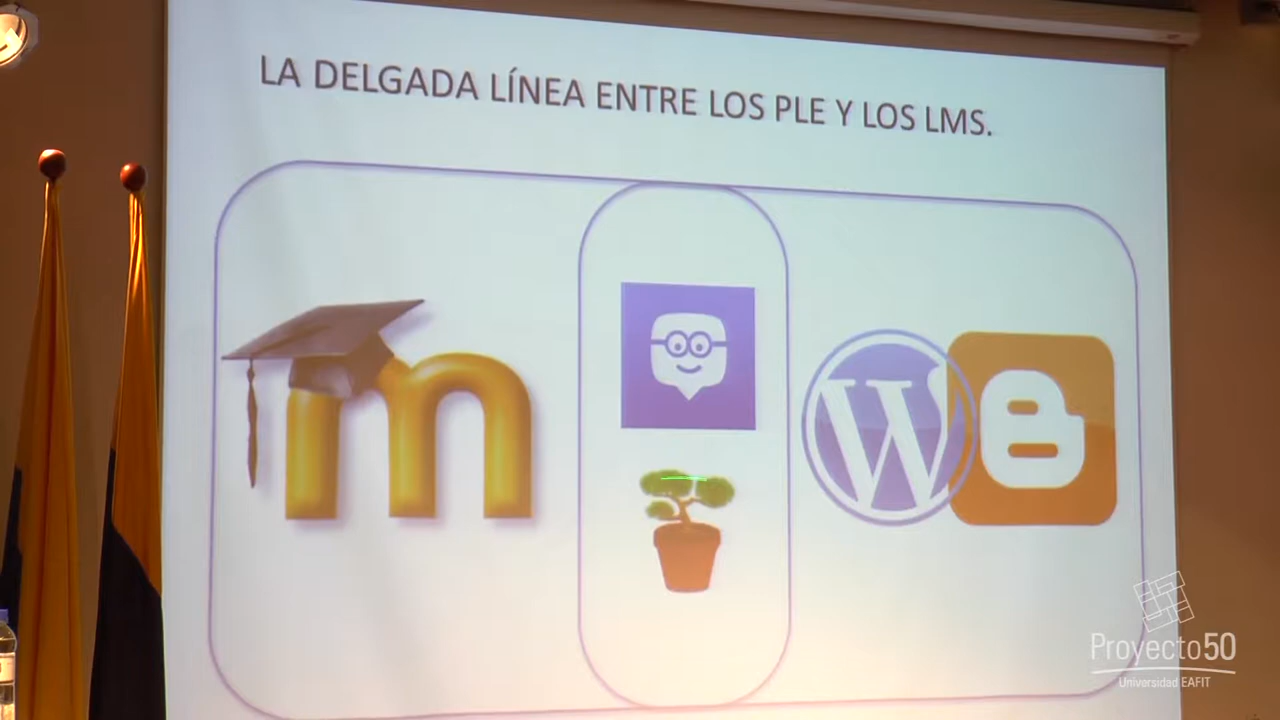 LA DELGADA LÍNEA ENTRE LOS PLE Y LOS LMS.
m
W
B
Proyecto50
Universidad EAFIT